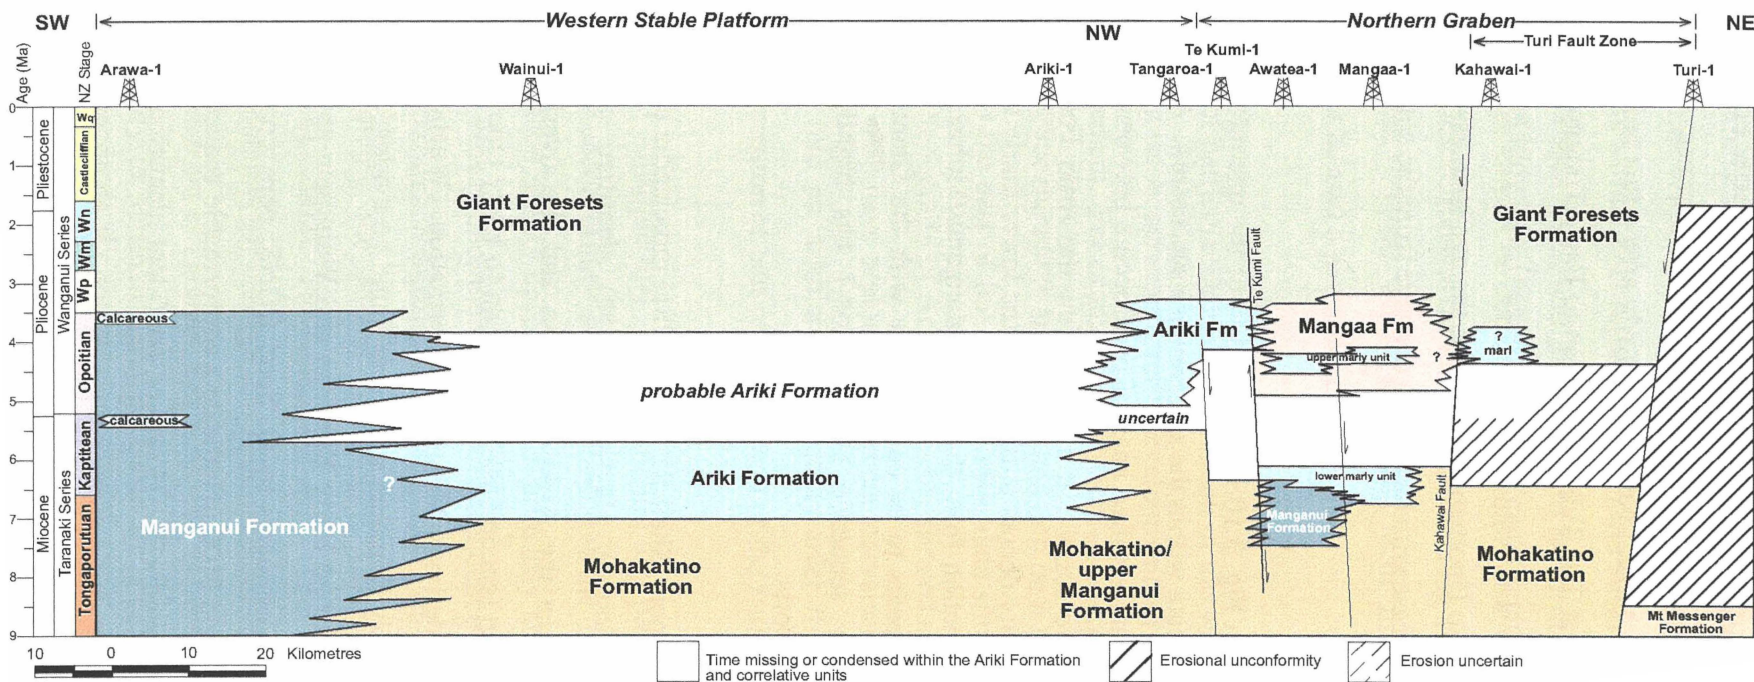 SW
Western Stable Platform
NW
Northern Graben
NE
Turi Fault Zone
Age (Ma)
NZ Stage
Arawa-1
Wainui-1
Ariki-1
Tangaroa-1
Te Kumi-1
Awatea-1
Mangaa-1
Kahawai-1
Turi-1
0
1
2
3
4
5
6
7
8
9
Pliestocene
Pliocene
Miocene
Wanganui Series
Taranaki Series
Wq
Castlecliffian
Wn
Wm
Wp
Opoitian
Kaptitean
Tongaporutuan
Giant Foresets
Formation
Giant Foresets
Formation
Calcareous
calcareous
?
Manganui Formation
probable Ariki Formation
Ariki Formation
Mohakatino
Formation
Ariki Fm
uncertain
Mohakatino/
upper
Manganui
Formation
Te Kumi Fault
Mangaa Fm
upper marly unit
?
?
marl
lower marly unit
Manganui
Formation
Kahawai Fault
Mohakatino
Formation
Mt Messenger
Formation
10 0 10 20 Kilometres
Time missing or condensed within the Ariki Formation
and correlative units
Erosional unconformity
Erosion uncertain